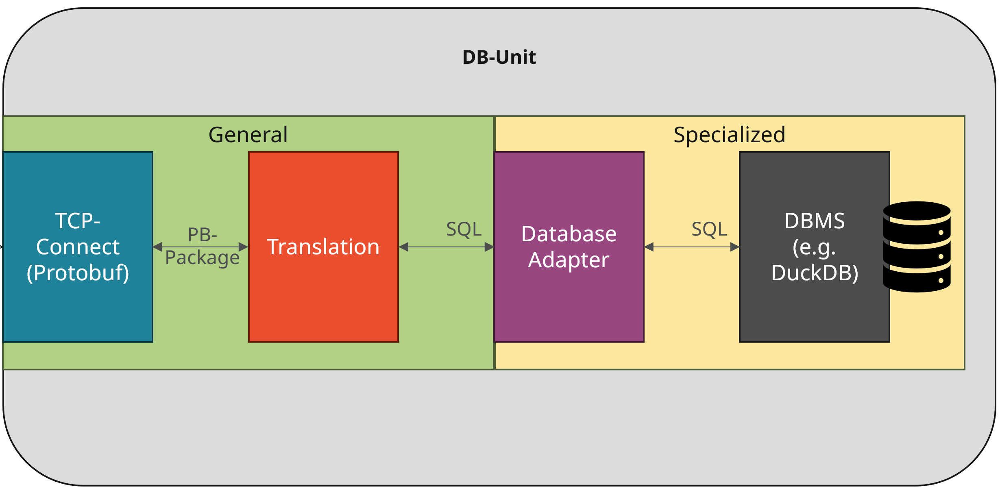 DB-Unit
General
Specialized
TCP-
Connect
(Protobuf)
PB-
Package
Translation
SQL
Database
Adapter
SQL
DBMS
(e.g.
DuckDB)